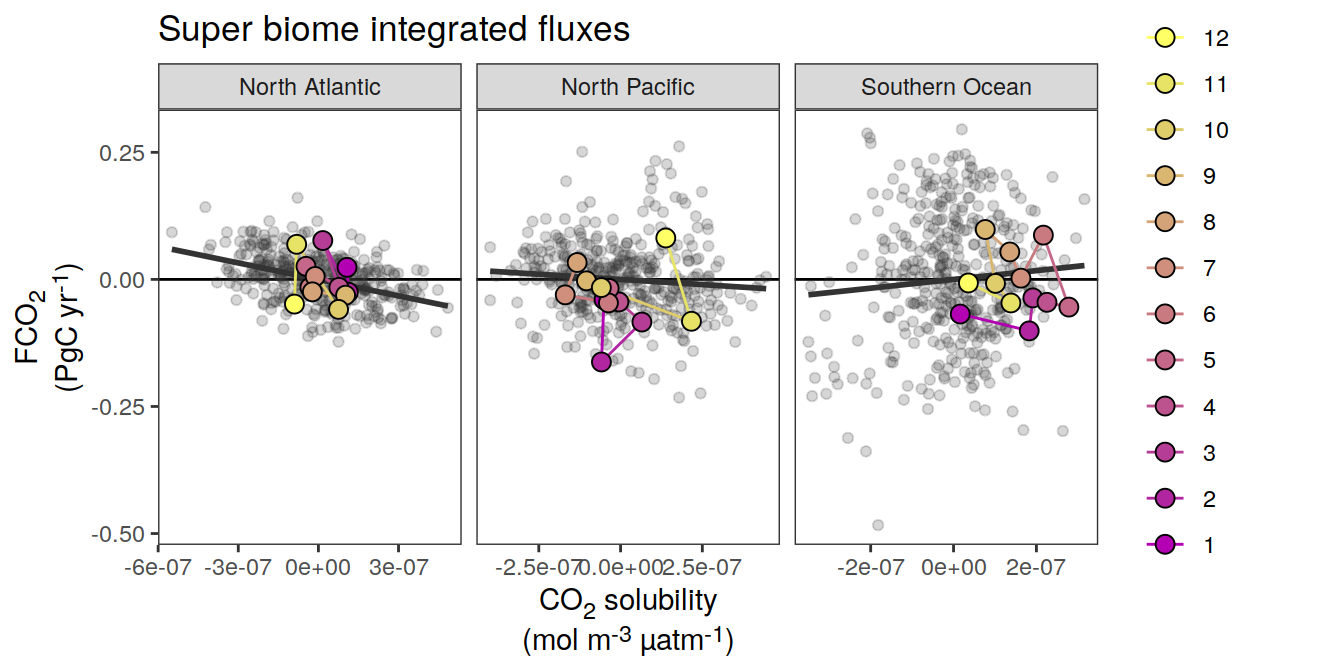 Super biome integrated fluxes
North Atlantic
North Pacific
Southern Ocean
0.25
0.00
-0.25
-0.50
FCO2
(PgC yr-1)
-6e-07 -3e-07 0e+00 3e-07
-2.5e-07 0.0e+00 2.5e-07
-2e-07 0e+00 2e-07
CO2 solubility
(mol m-3 µatm-1)
12
11
10
9
8
7
6
5
4
3
2
1